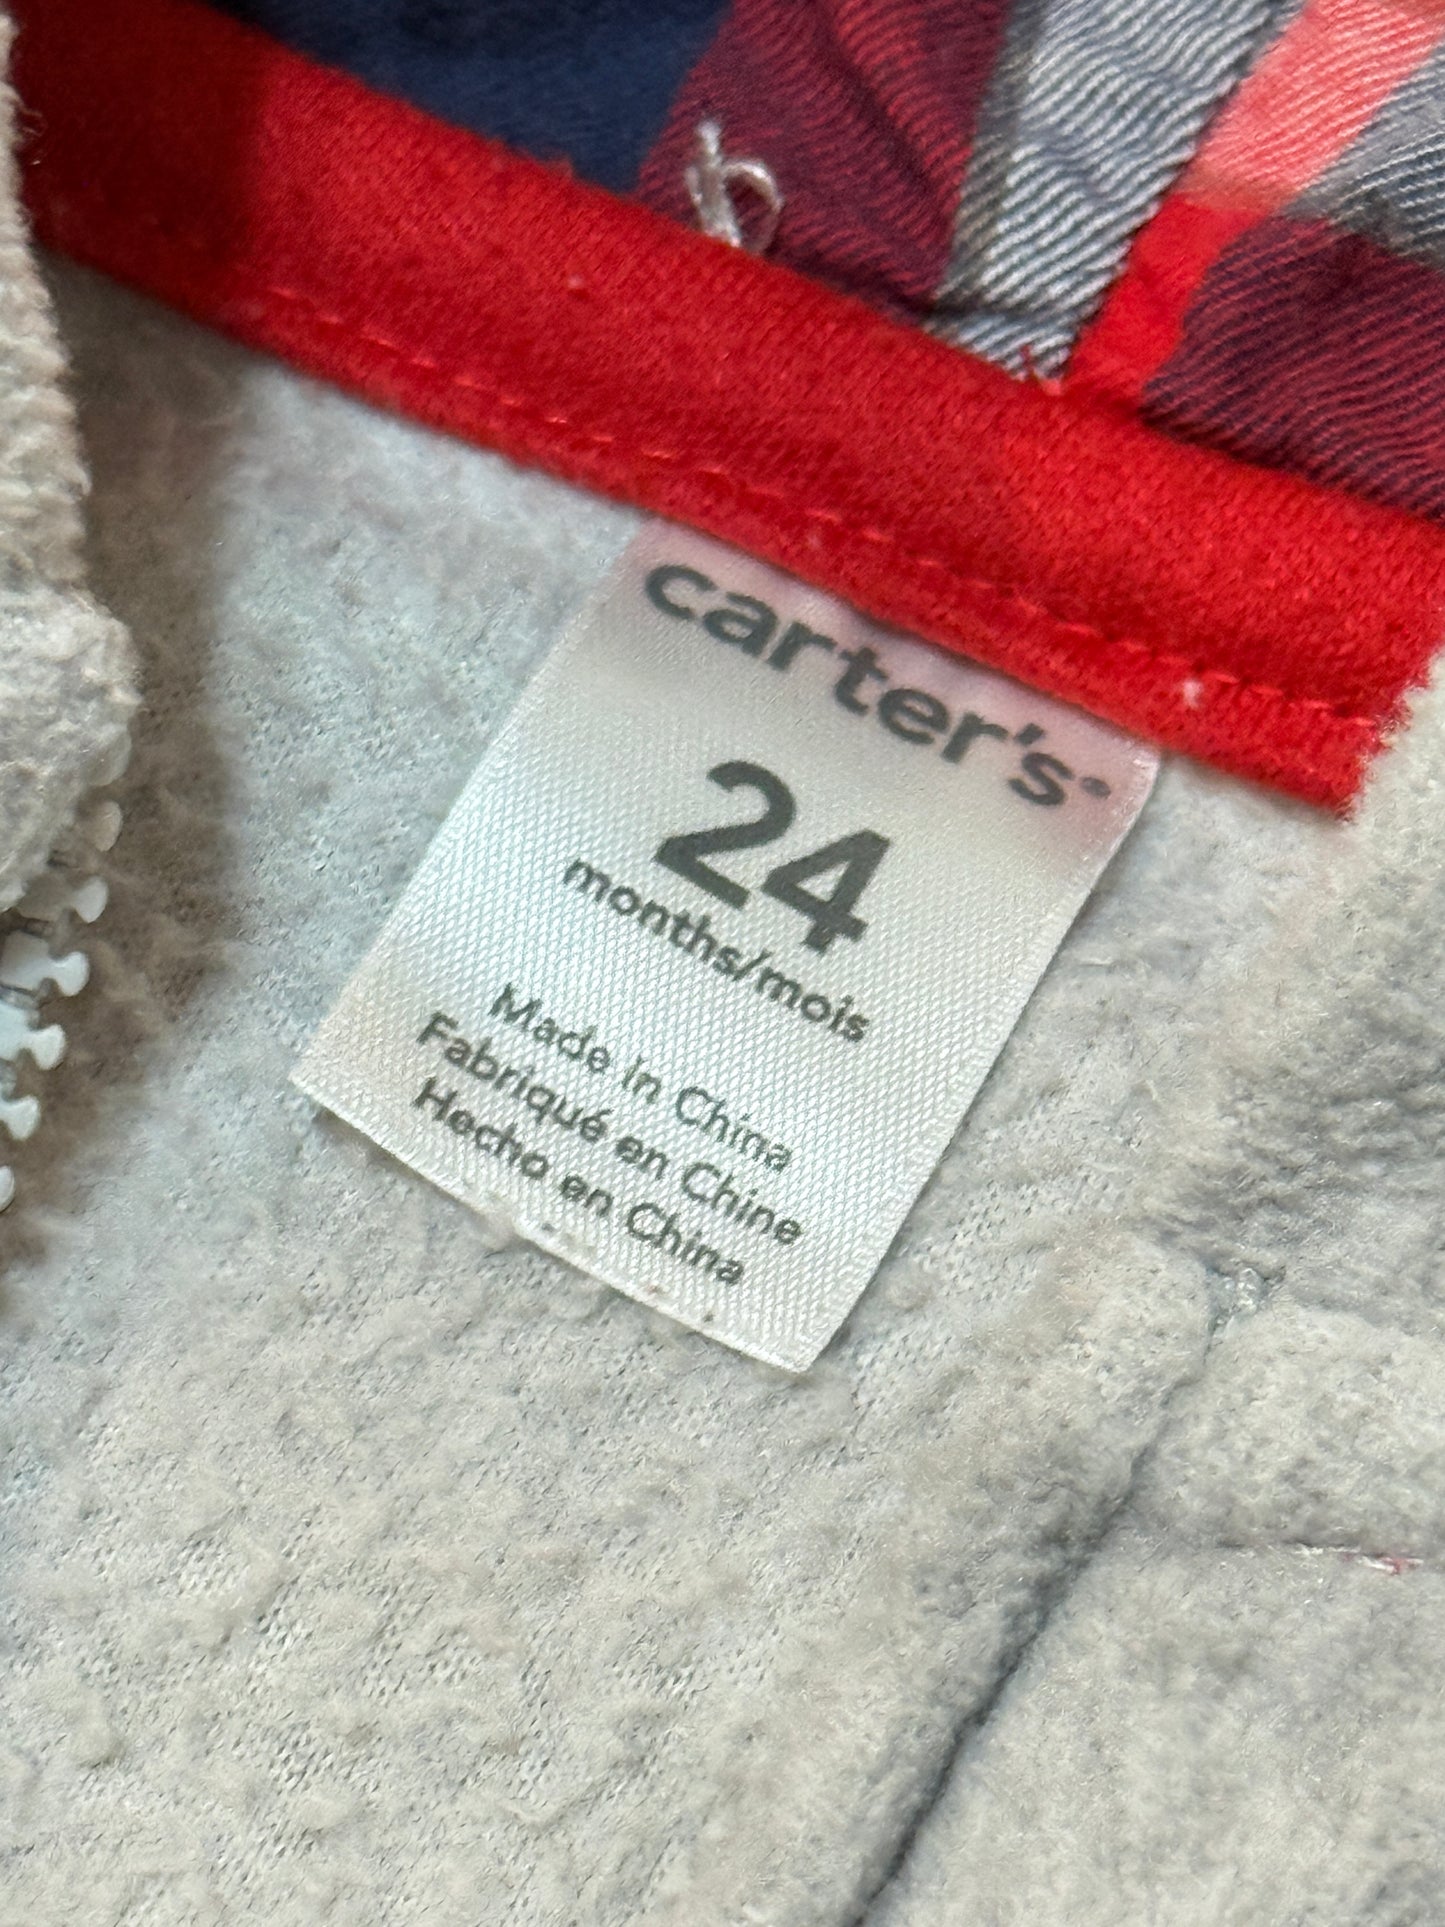 carter's
24
months/mois
Made in China
Fabriqué en Chine
Hecho en China